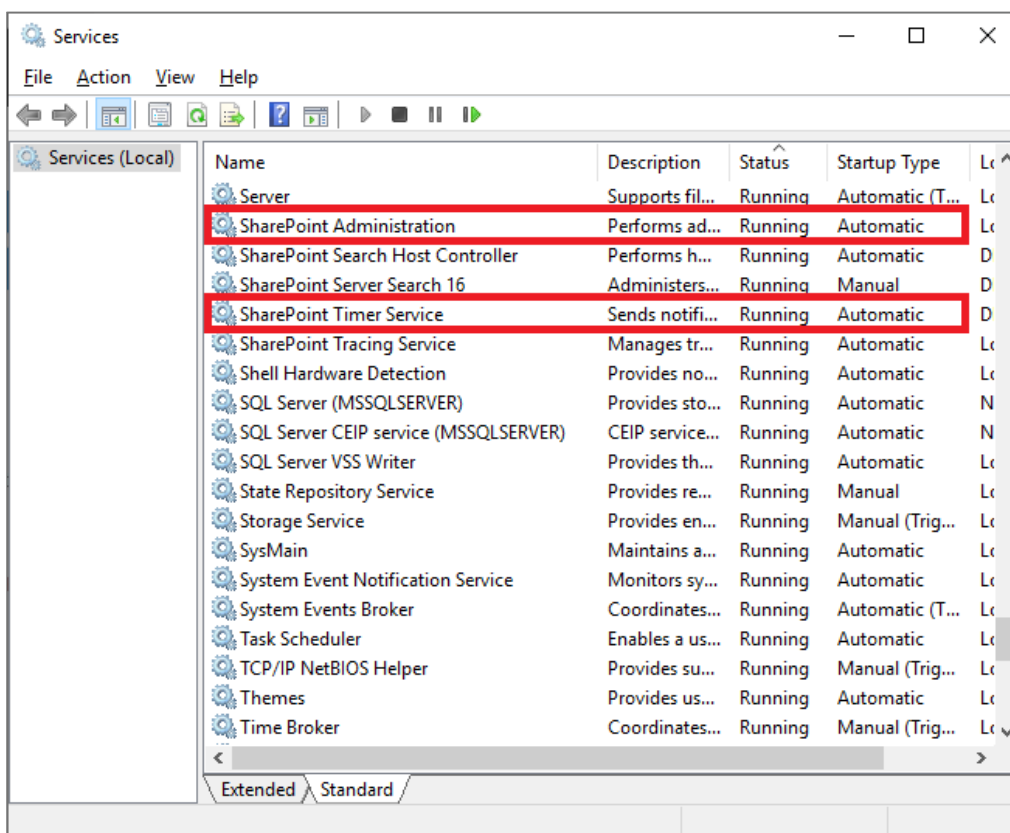 Services
File Action View Help
Services (Local)
Name Description Status Startup Type
Server Supports fil... Running Automatic (T...
SharePoint Administration Performs ad... Running Automatic
SharePoint Search Host Controller Performs h... Running Automatic
SharePoint Server Search 16 Administers... Running Manual
SharePoint Timer Service Sends notifi... Running Automatic
SharePoint Tracing Service Manages tr... Running Automatic
Shell Hardware Detection Provides no... Running Automatic
SQL Server (MSSQLSERVER) Provides sto... Running Automatic
SQL Server CEIP service (MSSQLSERVER) CEIP service... Running Automatic
SQL Server VSS Writer Provides th... Running Automatic
State Repository Service Provides re... Running Manual
Storage Service Provides en... Running Manual (Trig...
SysMain Maintains a... Running Automatic
System Event Notification Service Monitors sy... Running Automatic
System Events Broker Coordinates... Running Automatic (T...
Task Scheduler Enables a us... Running Automatic
TCP/IP NetBIOS Helper Provides su... Running Manual (Trig...
Themes Provides us... Running Automatic
Time Broker Coordinates... Running Manual (Trig...
Extended Standard